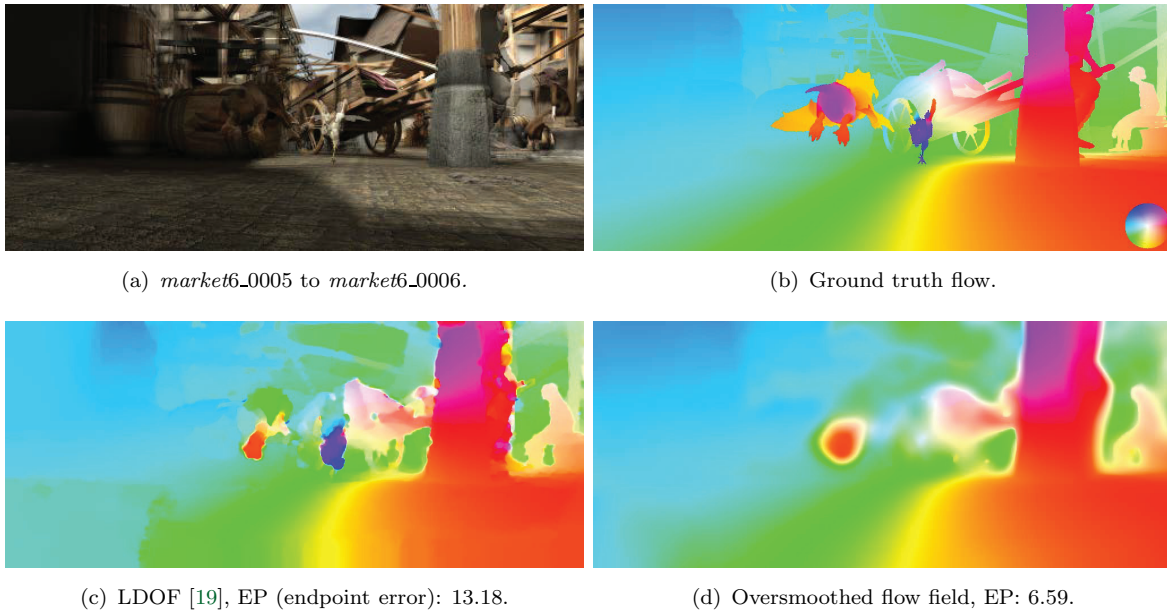 (a) market6_0005 to market6_0006.
(b) Ground truth flow.
(c) LDOF [19], EP (endpoint error): 13.18.
(d) Oversmoothed flow field, EP: 6.59.